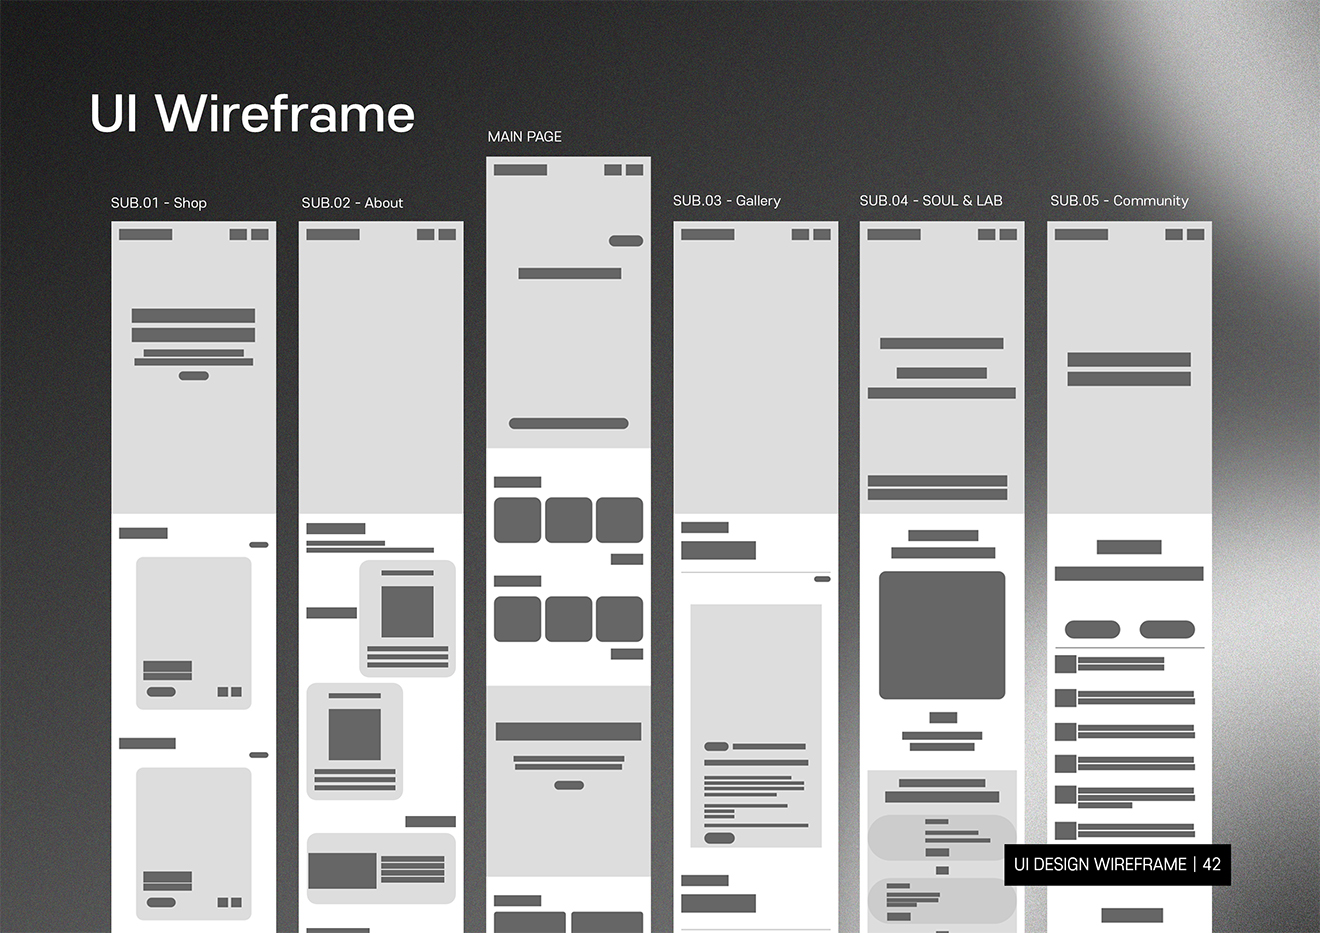 UI Wireframe
MAIN PAGE
SUB.01 - Shop
SUB.02 - About
SUB.03 - Gallery
SUB.04 - SOUL & LAB
SUB.05 - Community
UI DESIGN WIREFRAME | 42